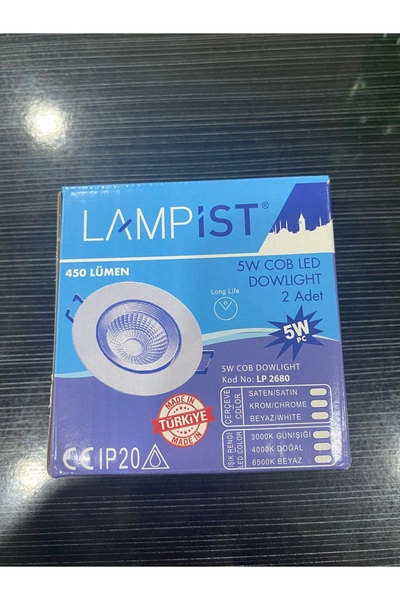 LAMPİST®
450 LÜMEN
5W COB LED
DOWLIGHT
2 Adet
Long Life
5W
PC
5W COB DOWLIGHT
Kod No: LP 2680
MADE IN
TÜRKİYE
MADE IN
ÇERÇEVE
COLOR
SATEN/SATIN
KROM/CHROME
BEYAZ/WHITE
IŞIK RENGİ
LED COLOR
3000K GÜNIŞIĞI
4000K DOĞAL
6500K BEYAZ
CE IP20